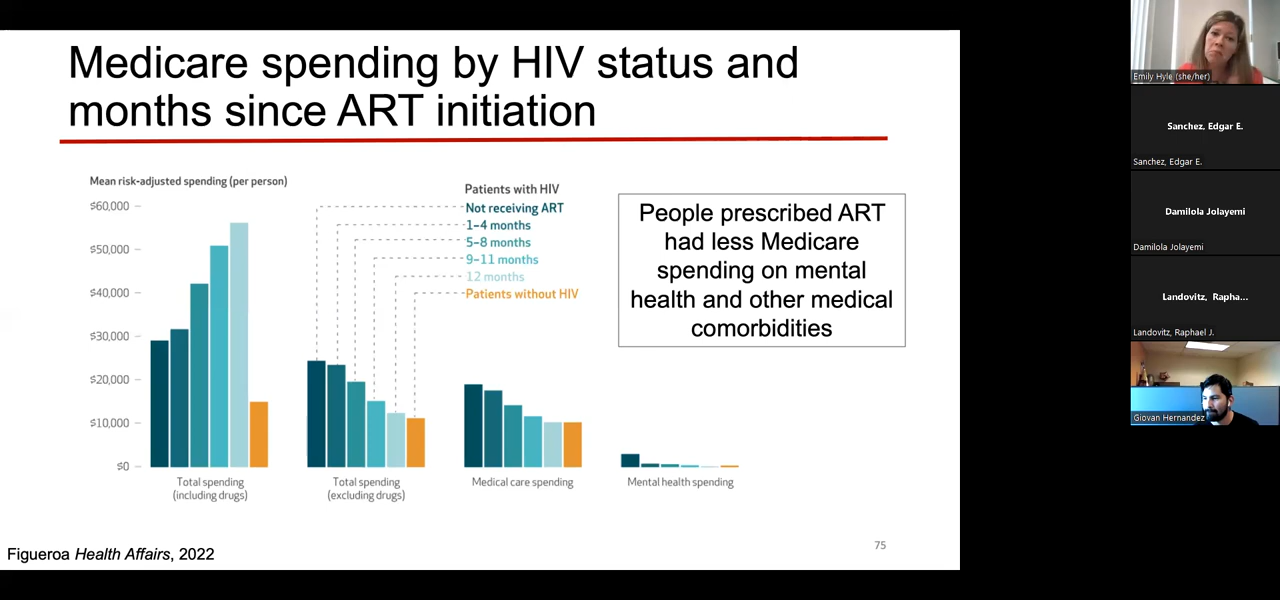 Medicare spending by HIV status and
months since ART initiation
Mean risk-adjusted spending (per person)
$60,000
$50,000
$40,000
$30,000
$20,000
$10,000
$0
Patients with HIV
Not receiving ART
1–4 months
5–8 months
9–11 months
12 months
Patients without HIV
Total spending
(including drugs)
Total spending
(excluding drugs)
Medical care spending
Mental health spending
People prescribed ART
had less Medicare
spending on mental
health and other medical
comorbidities
75
Figueroa Health Affairs, 2022
Emily Hyle (she/her)
Sanchez, Edgar E.
Sanchez, Edgar E.
Damilola Jolayemi
Damilola Jolayemi
Landovitz, Rapha...
Landovitz, Raphael J.
Giovan Hernandez